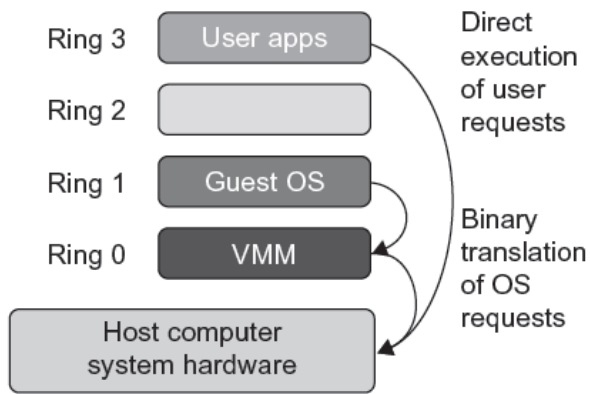 Ring 3
User apps
Direct
execution
of user
requests
Ring 2
Ring 1
Guest OS
Ring 0
VMM
Binary
translation
of OS
requests
Host computer
system hardware